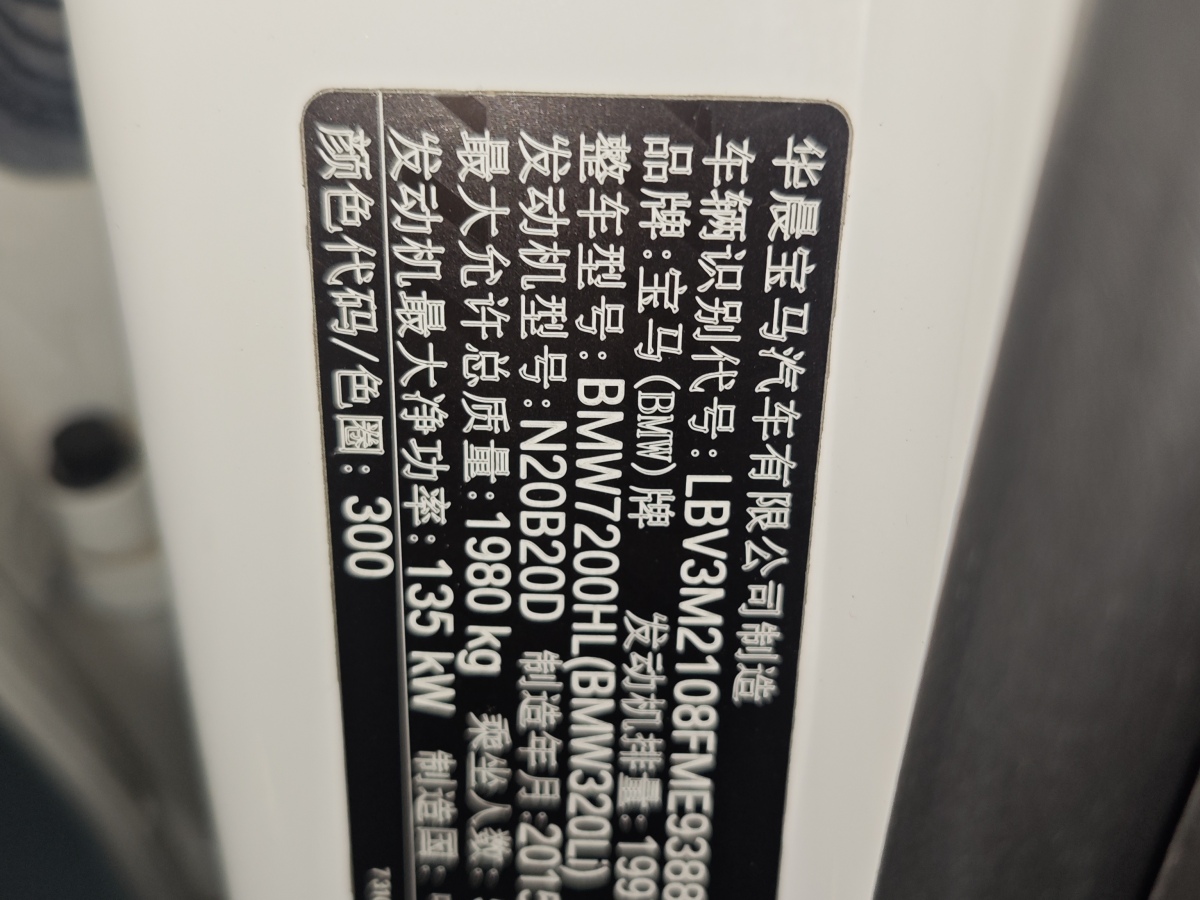 华晨宝马汽车有限公司制造
车辆识别代号：LBV3M2108FME9388
品牌：宝马(BMW)牌 发动机排量：199
整车型号：BMW7200HL(BMW320Li)
发动机型号：N20B20D 制造年月：2015
最大允许总质量：1980 kg 乘坐人数：
发动机最大净功率：135 kW 制造国：
颜色代码/色圈：300